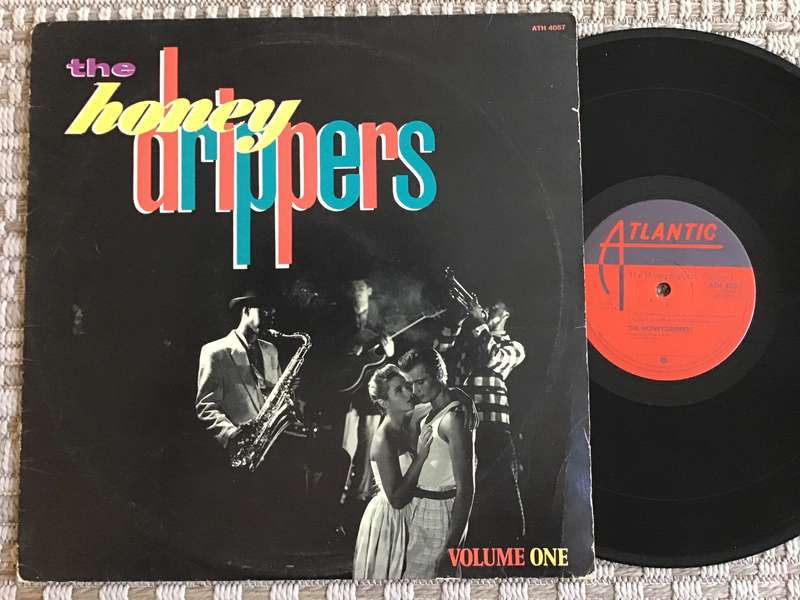 ATH 4057
the
honey
drippers
VOLUME ONE
ATLANTIC
THE HONEYDRIPPERS